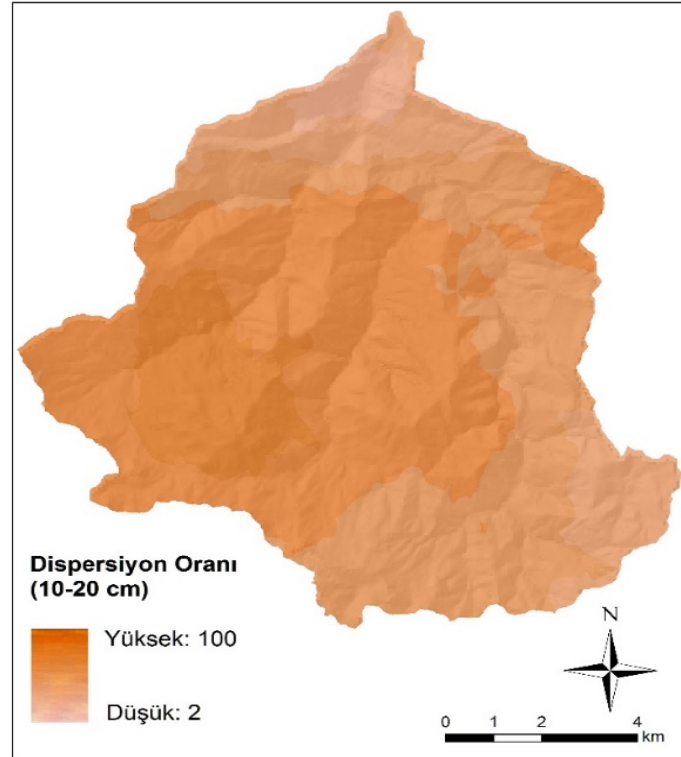 Dispersiyon Oranı
(10-20 cm)
Yüksek: 100
Düşük: 2
N
0 1 2 4
km